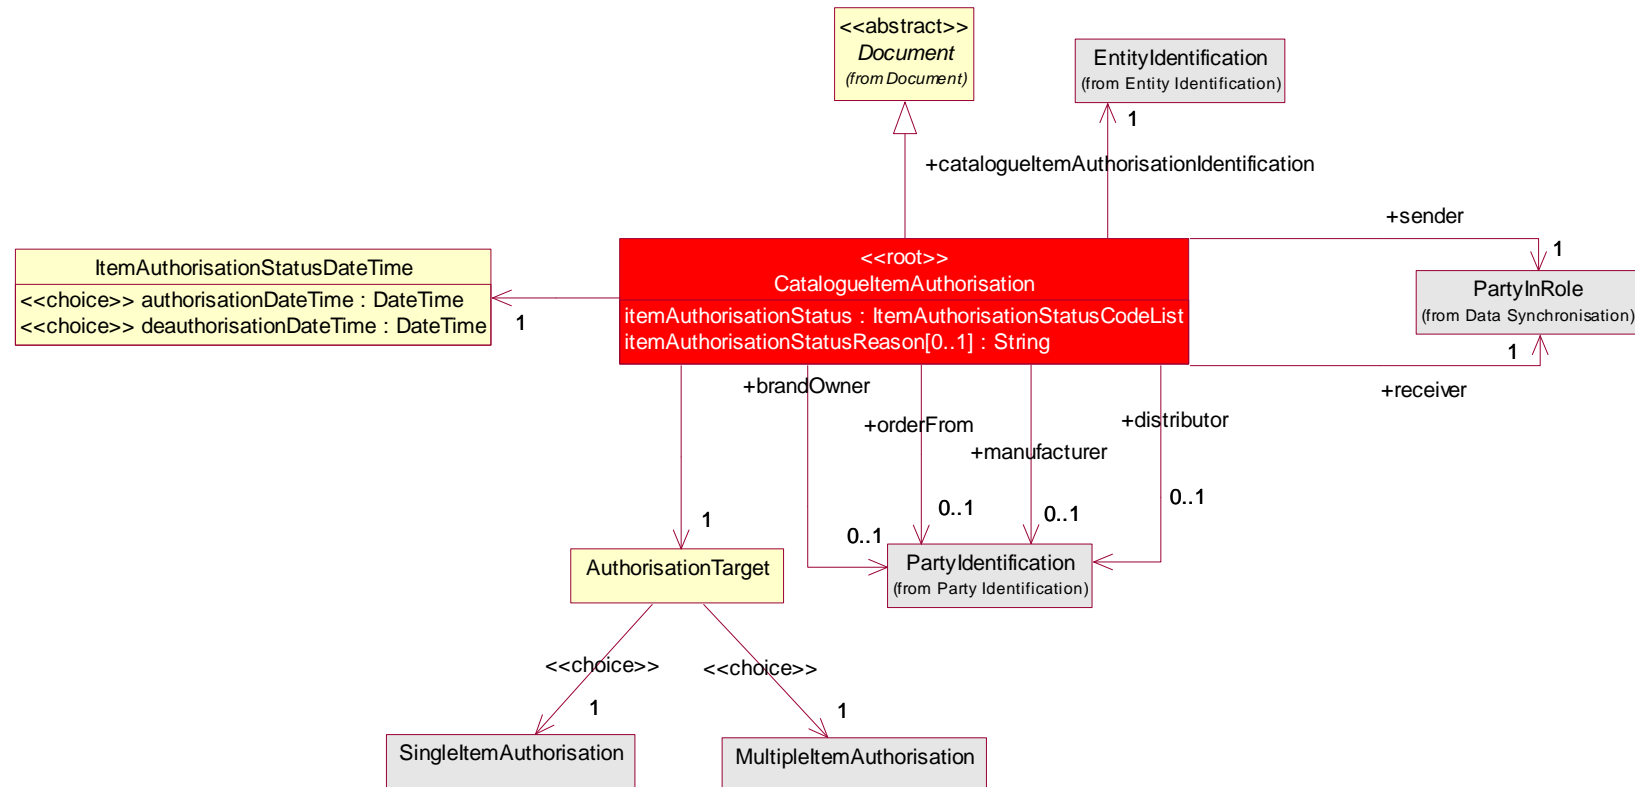 <<abstract>>
Document
(from Document)
EntityIdentification
(from Entity Identification)
1
+catalogueItemAuthorisationIdentification
+sender
1
<<root>>
CatalogueItemAuthorisation
itemAuthorisationStatus : ItemAuthorisationStatusCodeList
itemAuthorisationStatusReason[0..1] : String
ItemAuthorisationStatusDateTime
<<choice>> authorisationDateTime : DateTime
<<choice>> deauthorisationDateTime : DateTime
1
PartyInRole
(from Data Synchronisation)
1
+receiver
+brandOwner
+orderFrom
+manufacturer
+distributor
0..1
0..1
0..1
0..1
1
AuthorisationTarget
PartyIdentification
(from Party Identification)
<<choice>>
<<choice>>
1
1
SingleItemAuthorisation
MultipleItemAuthorisation